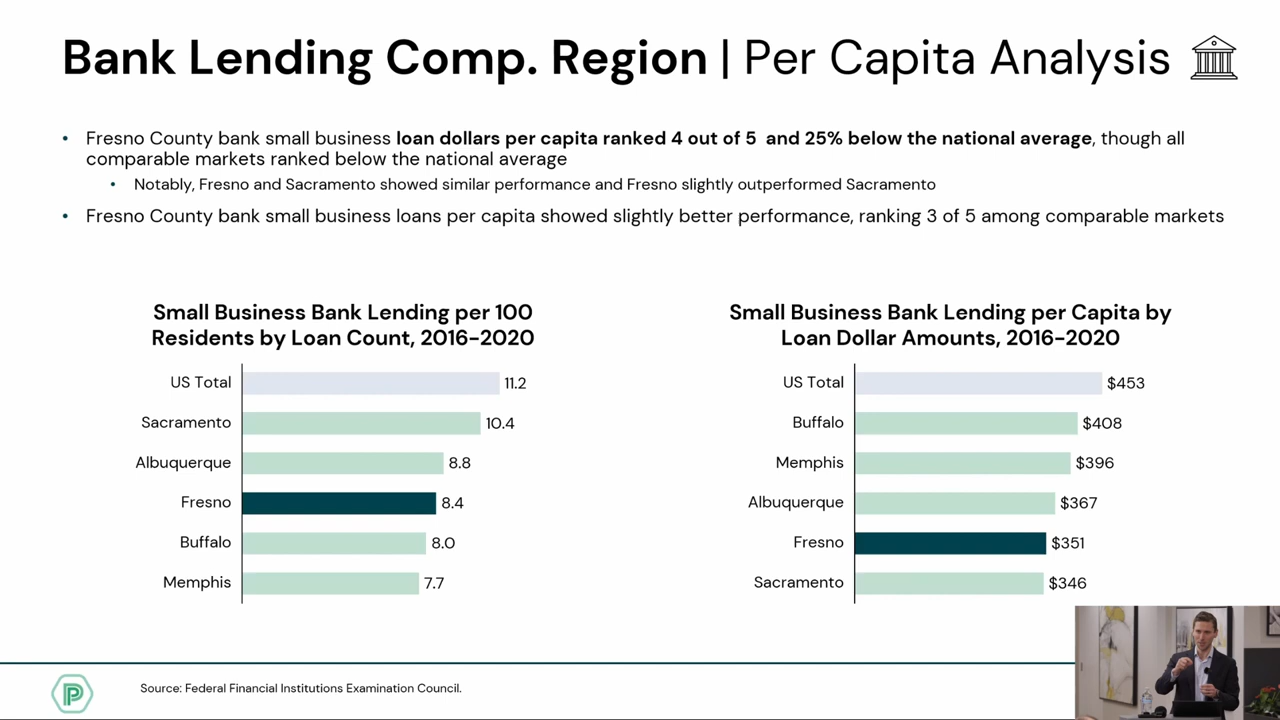 Bank Lending Comp. Region | Per Capita Analysis
• Fresno County bank small business loan dollars per capita ranked 4 out of 5  and 25% below the national average, though all
comparable markets ranked below the national average
• Notably, Fresno and Sacramento showed similar performance and Fresno slightly outperformed Sacramento
• Fresno County bank small business loans per capita showed slightly better performance, ranking 3 of 5 among comparable markets
Small Business Bank Lending per 100
Residents by Loan Count, 2016-2020
US Total 11.2
Sacramento 10.4
Albuquerque 8.8
Fresno 8.4
Buffalo 8.0
Memphis 7.7
Small Business Bank Lending per Capita by
Loan Dollar Amounts, 2016-2020
US Total $453
Buffalo $408
Memphis $396
Albuquerque $367
Fresno $351
Sacramento $346
P
Source: Federal Financial Institutions Examination Council.